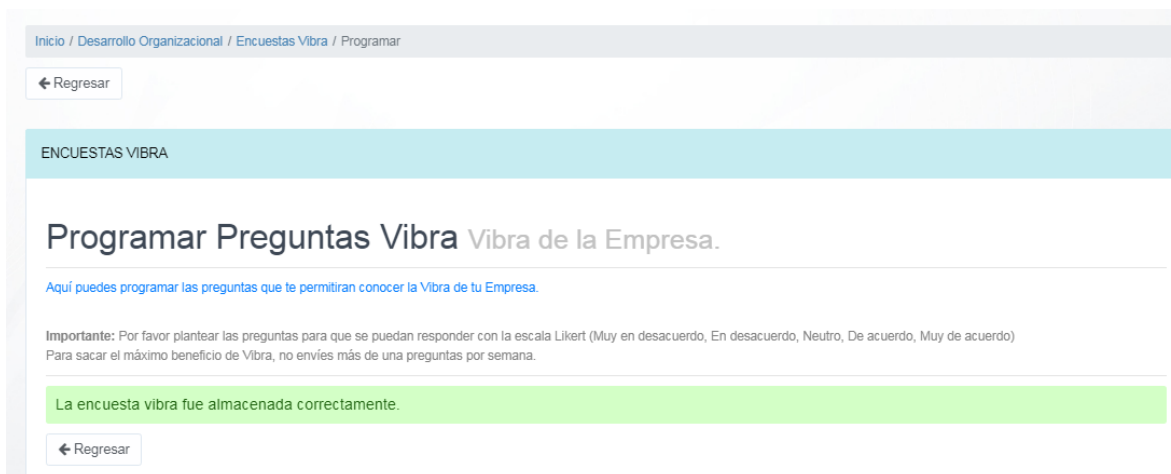 Inicio / Desarrollo Organizacional / Encuestas Vibra / Programar
Regresar
ENCUESTAS VIBRA
Programar Preguntas Vibra Vibra de la Empresa.
Aquí puedes programar las preguntas que te permitiran conocer la Vibra de tu Empresa.
Importante: Por favor plantear las preguntas para que se puedan responder con la escala Likert (Muy en desacuerdo, En desacuerdo, Neutro, De acuerdo, Muy de acuerdo)
Para sacar el máximo beneficio de Vibra, no envíes más de una preguntas por semana.
La encuesta vibra fue almacenada correctamente.
Regresar